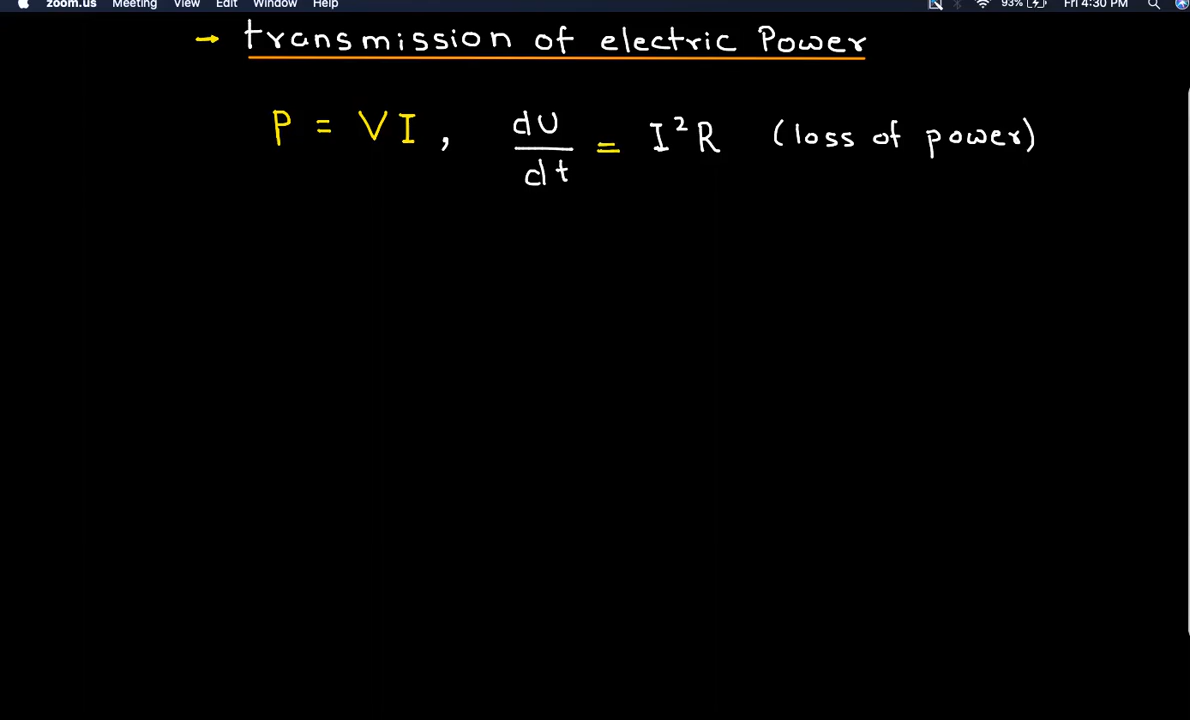 zoom.us Meeting View Edit Window Help 93% Fri 4:30 PM
→ transmission of electric Power
P = VI , dU/dt = I²R (loss of power)